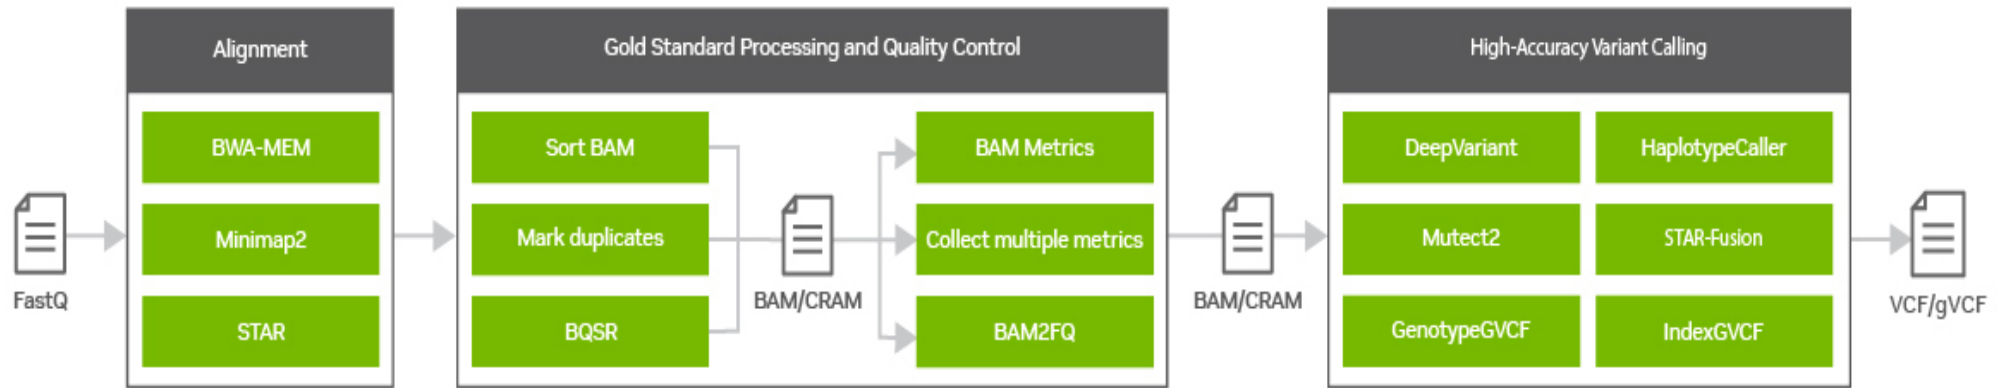 Alignment
BWA-MEM
Minimap2
STAR
FastQ
Gold Standard Processing and Quality Control
Sort BAM
Mark duplicates
BQSR
BAM/CRAM
BAM Metrics
Collect multiple metrics
BAM2FQ
BAM/CRAM
High-Accuracy Variant Calling
DeepVariant
HaplotypeCaller
Mutect2
STAR-Fusion
GenotypeGVCF
IndexGVCF
VCF/gVCF